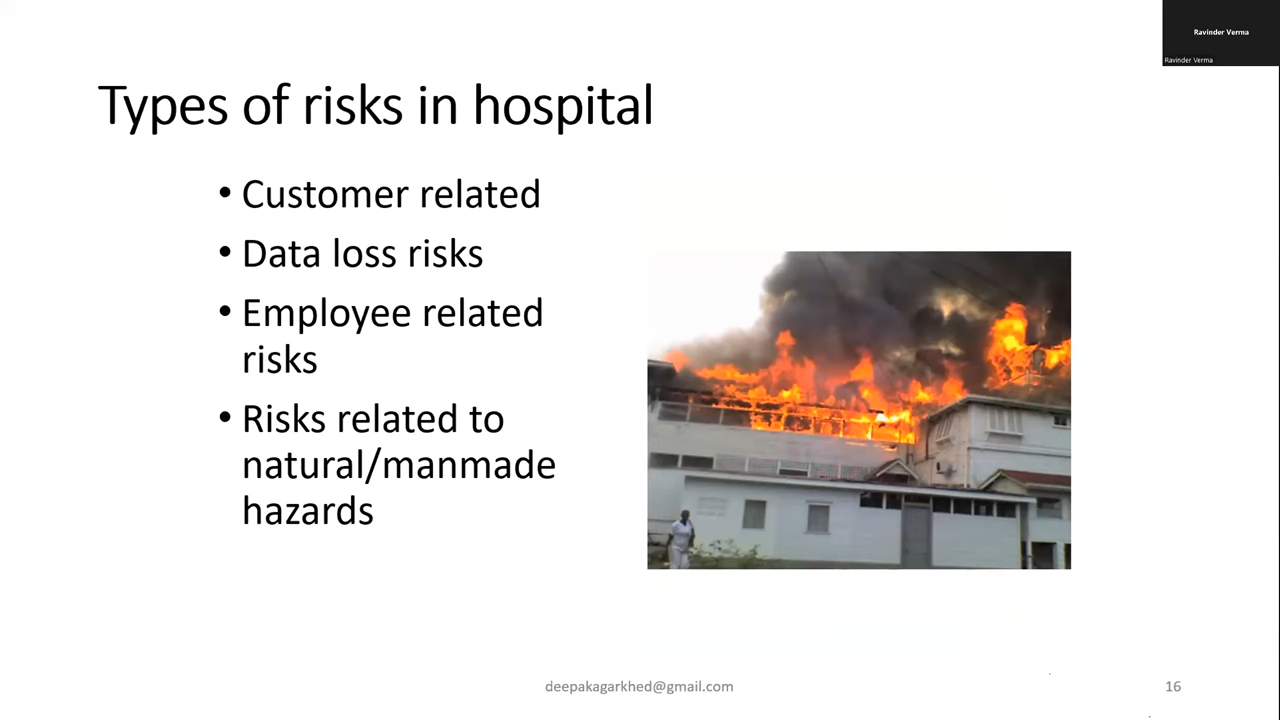 Ravinder Verma
Ravinder Verma
Types of risks in hospital
• Customer related
• Data loss risks
• Employee related
risks
• Risks related to
natural/manmade
hazards
deepakagarkhed@gmail.com
16